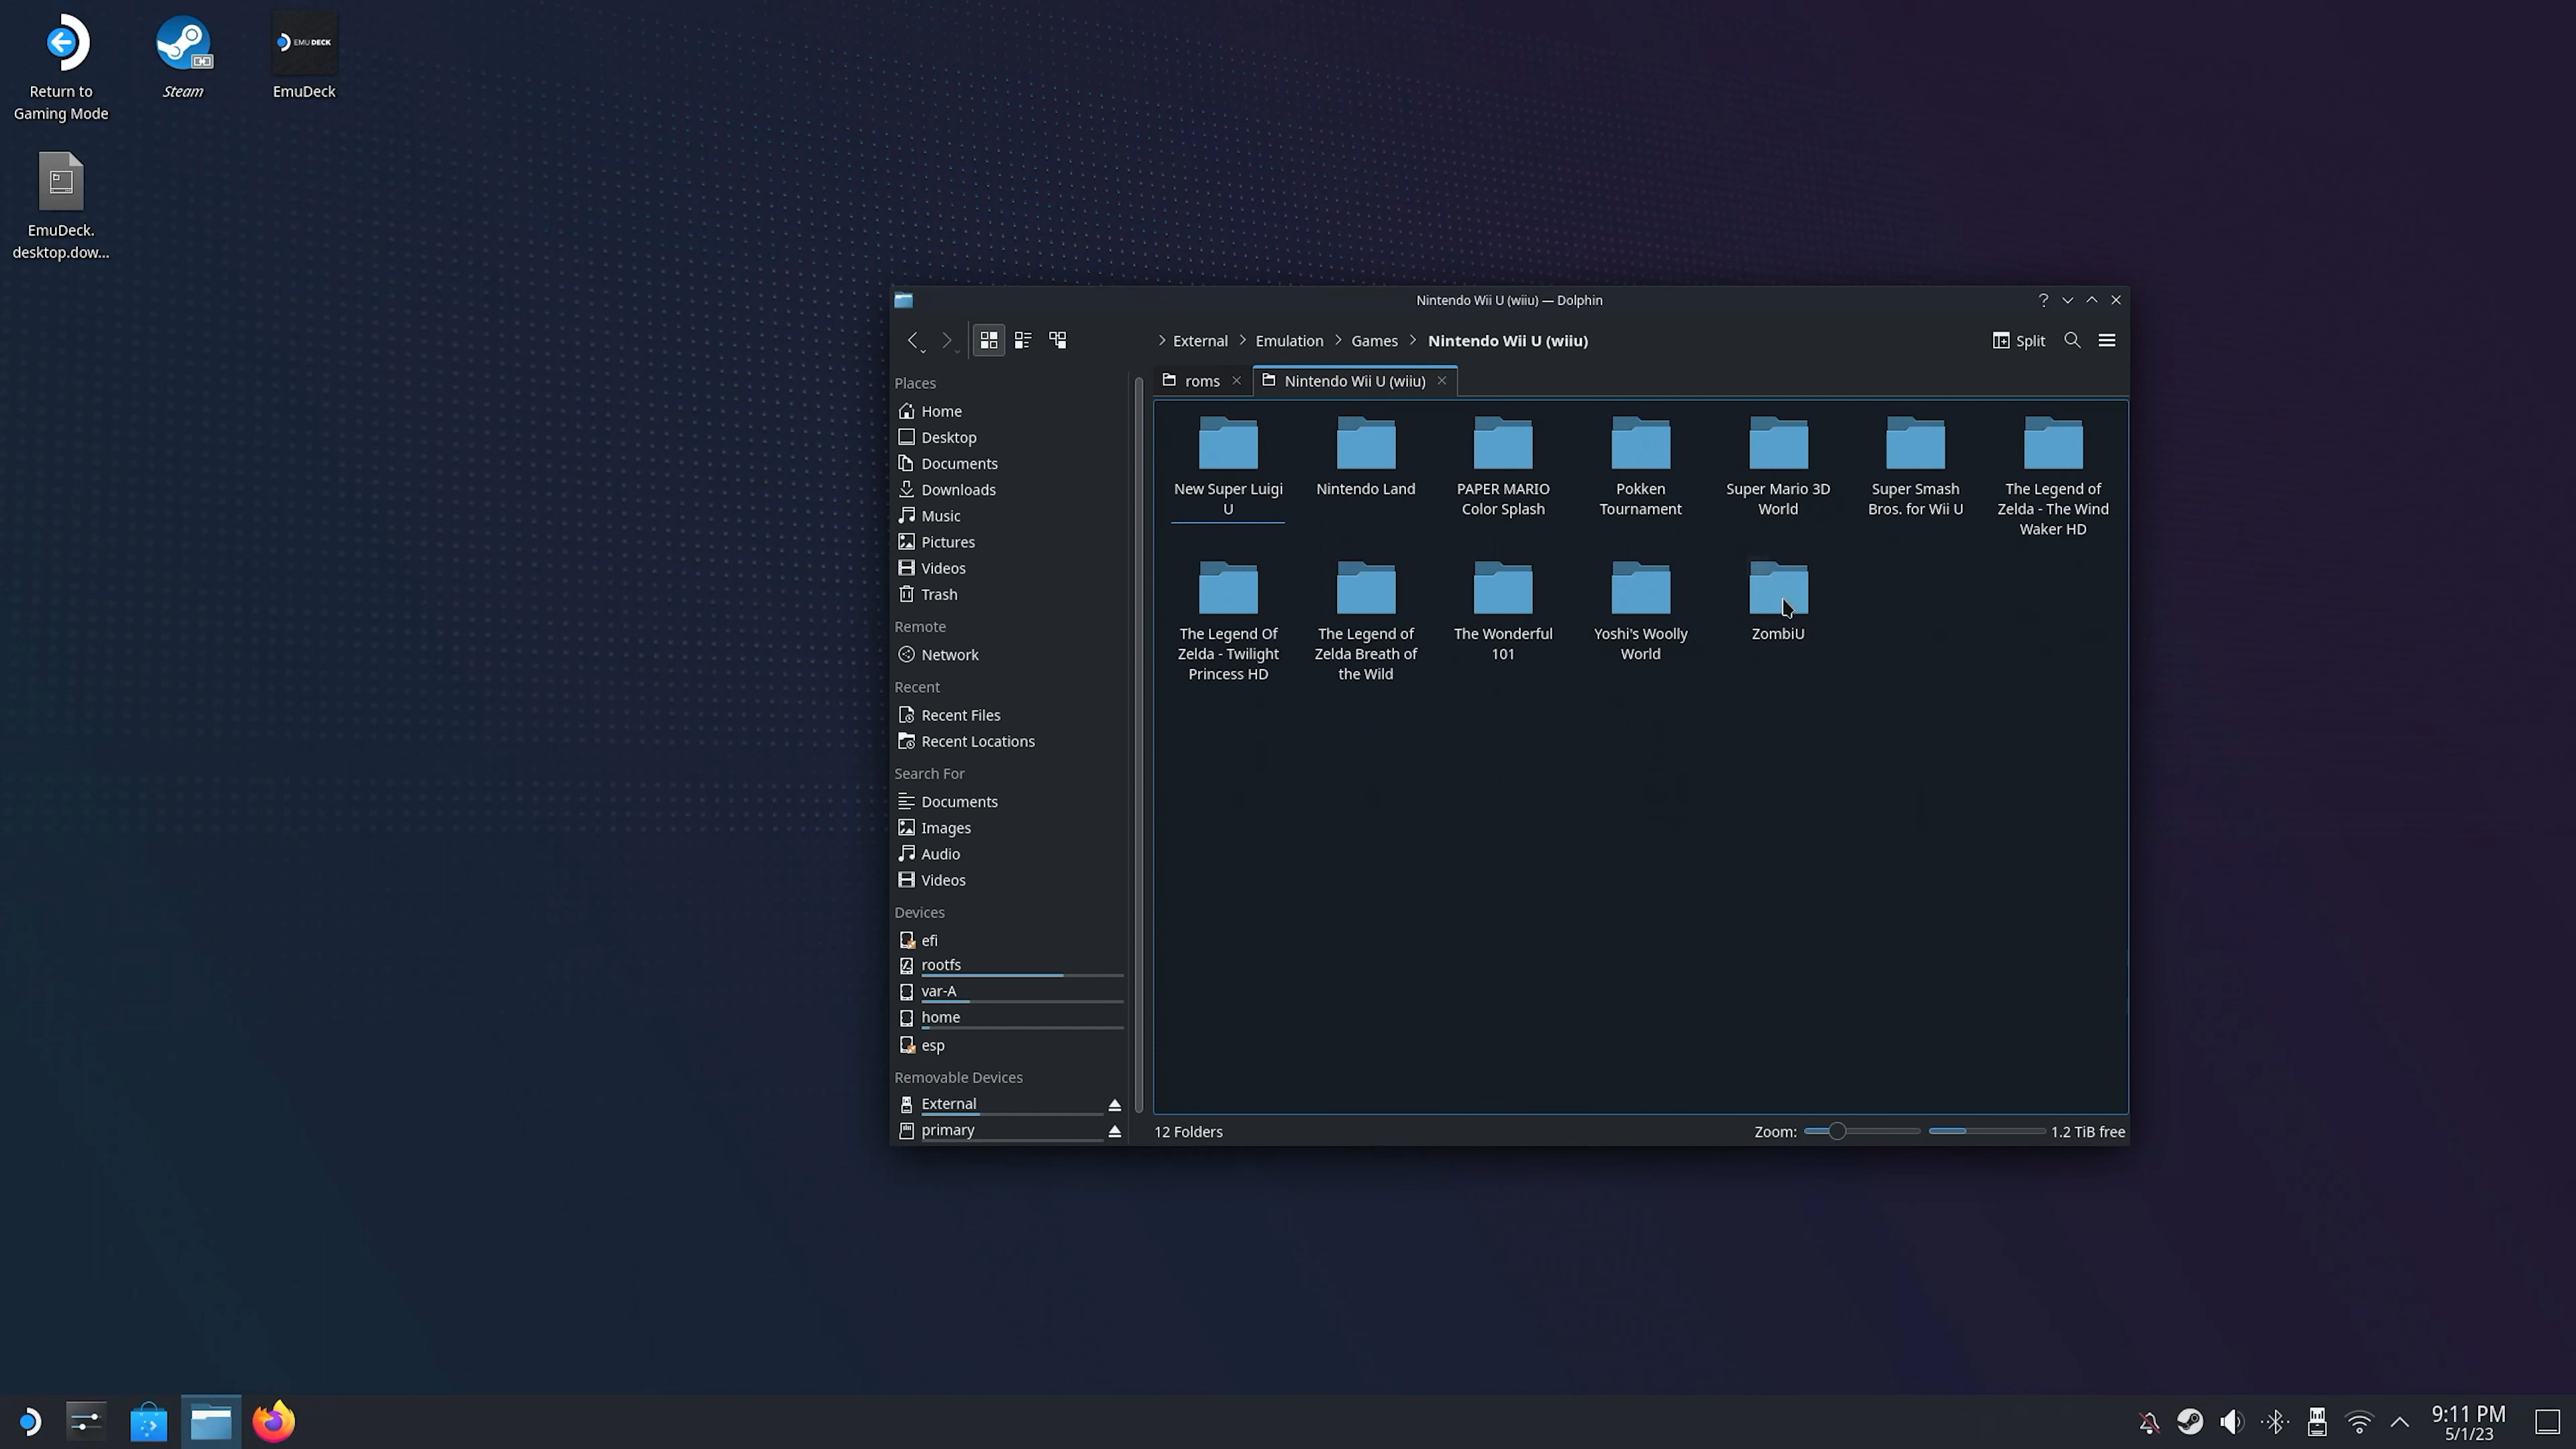 Return to
Gaming Mode
Steam
EMUDECK
EmuDeck
EmuDeck.
desktop.dow...
Nintendo Wii U (wiiu) — Dolphin
External
Emulation
Games
Nintendo Wii U (wiiu)
Split
roms
Nintendo Wii U (wiiu)
Places
Home
Desktop
Documents
Downloads
Music
Pictures
Videos
Trash
Remote
Network
Recent
Recent Files
Recent Locations
Search For
Documents
Images
Audio
Videos
Devices
efi
rootfs
var-A
home
esp
Removable Devices
External
primary
New Super Luigi
U
Nintendo Land
PAPER MARIO
Color Splash
Pokken
Tournament
Super Mario 3D
World
Super Smash
Bros. for Wii U
The Legend of
Zelda - The Wind
Waker HD
The Legend Of
Zelda - Twilight
Princess HD
The Legend of
Zelda Breath of
the Wild
The Wonderful
101
Yoshi's Woolly
World
ZombiU
12 Folders
Zoom:
1.2 TiB free
9:11 PM
5/1/23